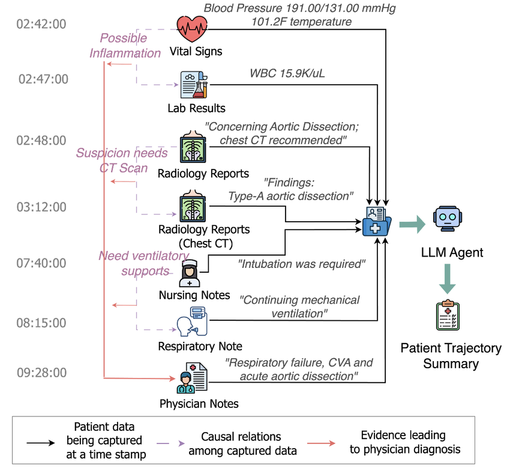 Blood Pressure 191.00/131.00 mmHg
101.2F temperature
02:42:00
Possible
Inflammation
Vital Signs
02:47:00
WBC 15.9K/uL
Lab Results
02:48:00
"Concerning Aortic Dissection;
chest CT recommended"
Suspicion needs
CT Scan
Radiology Reports
03:12:00
"Findings:
Type-A aortic dissection"
Radiology Reports
(Chest CT)
LLM Agent
07:40:00
Need ventilatory
supports
"Intubation was required"
Nursing Notes
08:15:00
"Continuing mechanical
ventilation"
Respiratory Note
Patient Trajectory
Summary
09:28:00
"Respiratory failure, CVA and
acute aortic dissection"
Physician Notes
Patient data
being captured
at a time stamp
Causal relations
among captured data
Evidence leading
to physician diagnosis